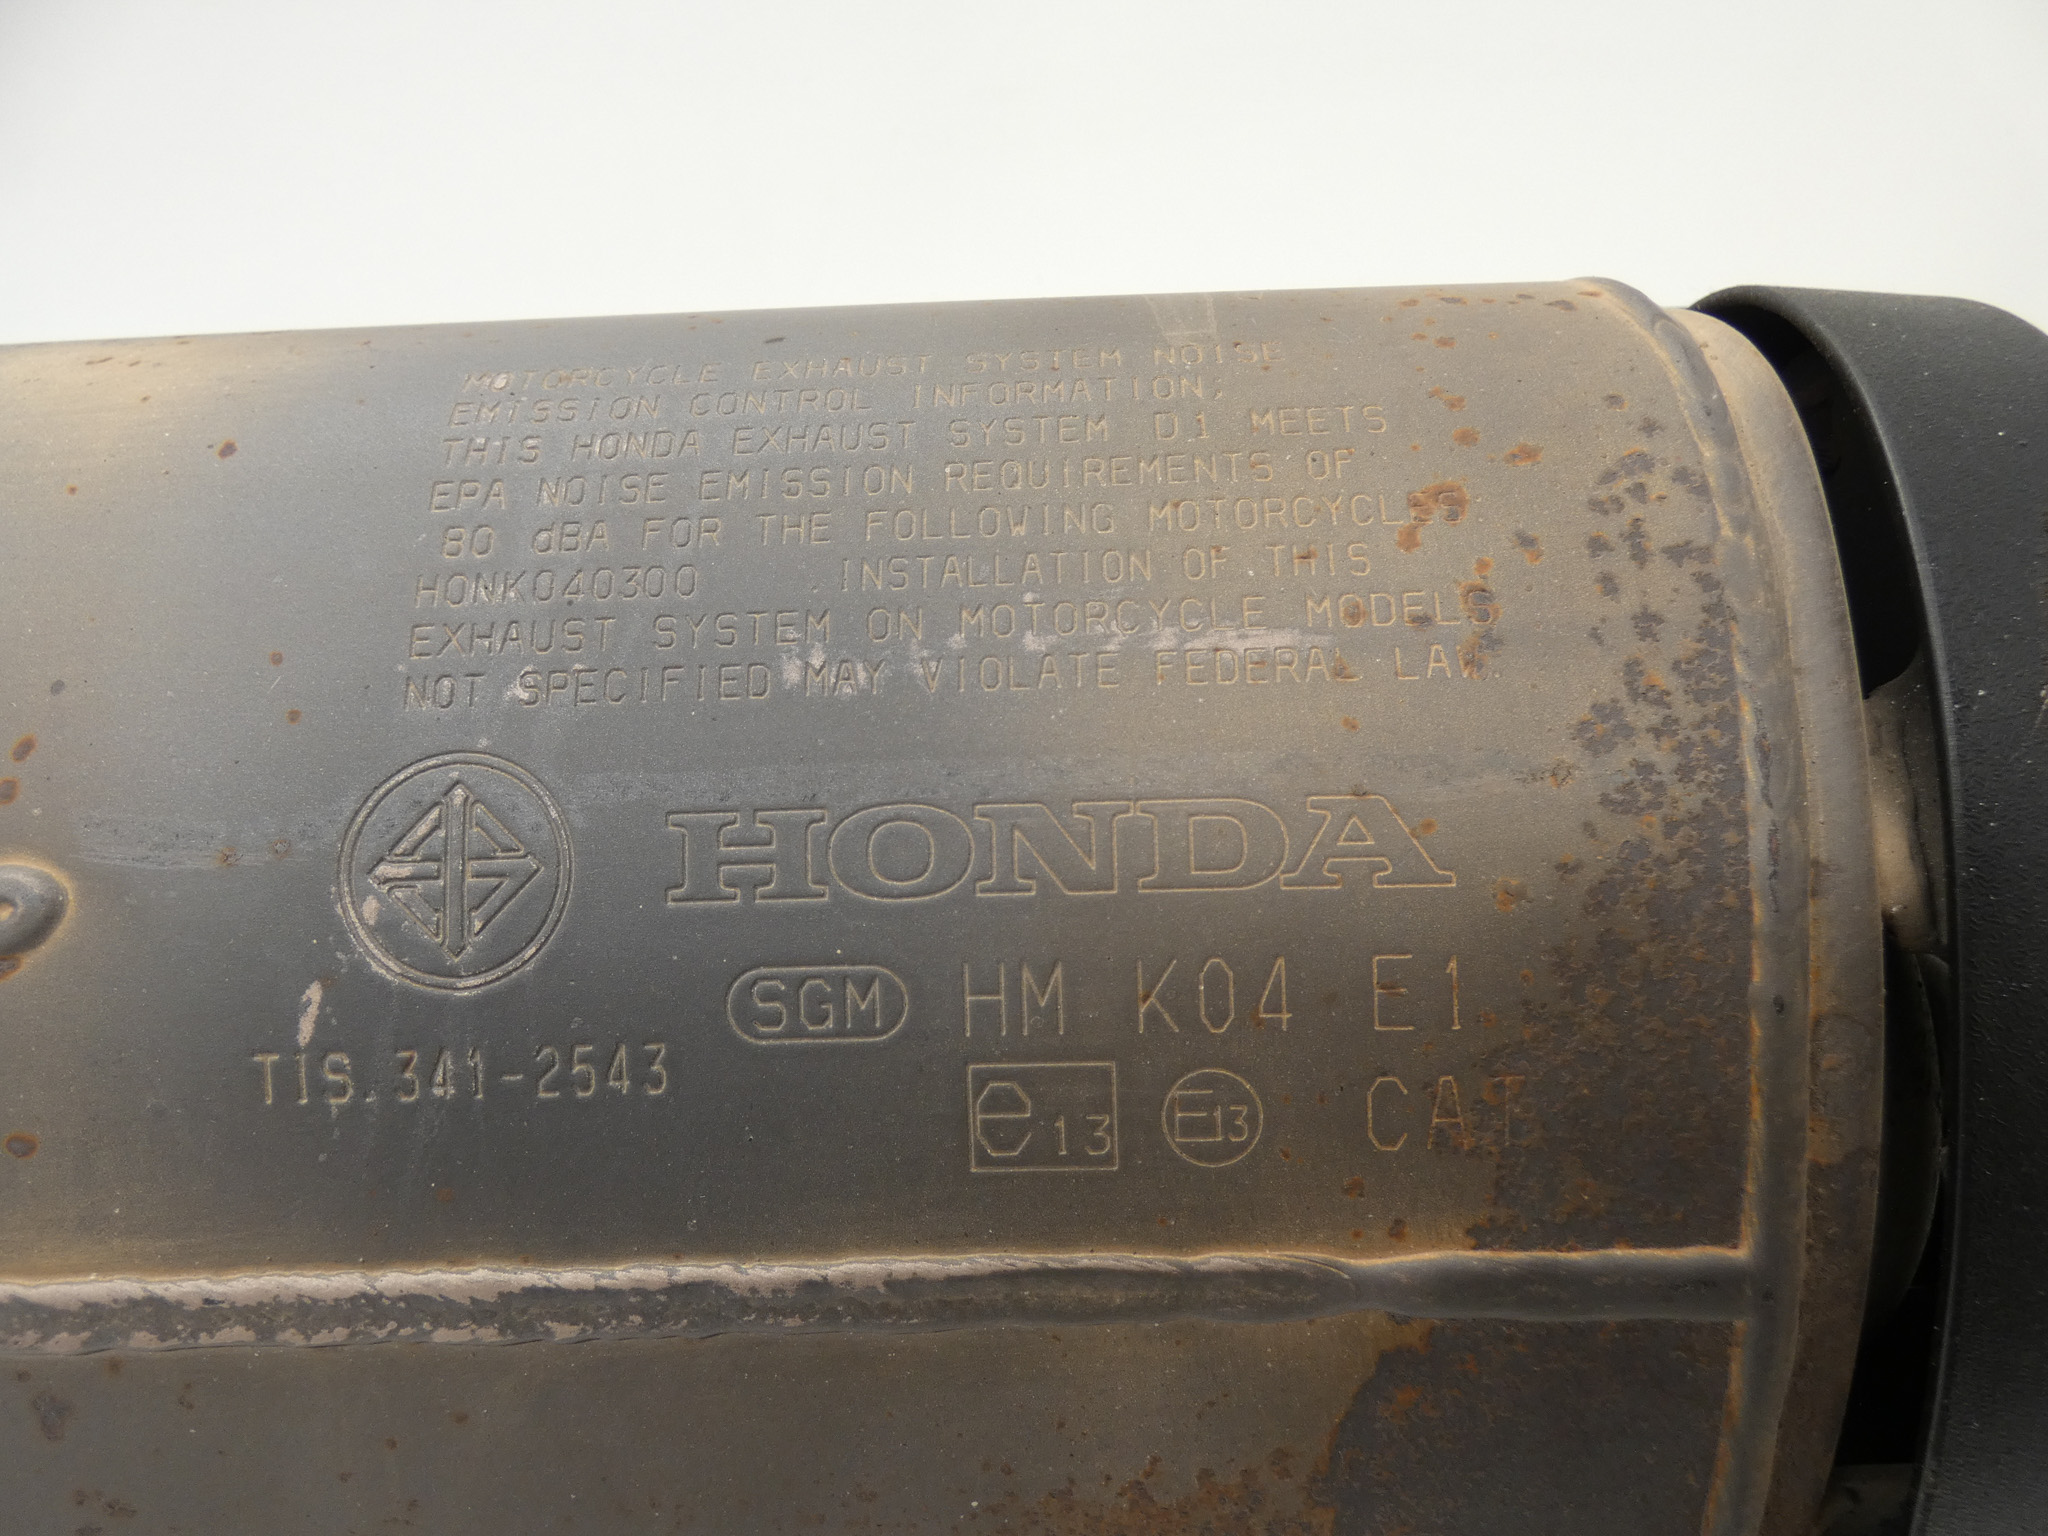 MOTORCYCLE EXHAUST SYSTEM NOISE
EMISSION CONTROL INFORMATION;
THIS HONDA EXHAUST SYSTEM D1 MEETS
EPA NOISE EMISSION REQUIREMENTS OF
80 dBA FOR THE FOLLOWING MOTORCYCLES
HONK040300 . INSTALLATION OF THIS
EXHAUST SYSTEM ON MOTORCYCLE MODELS
NOT SPECIFIED MAY VIOLATE FEDERAL LAW.
HONDA
SGM HM K04 E1
TIS.341-2543
e13 E13 CAT